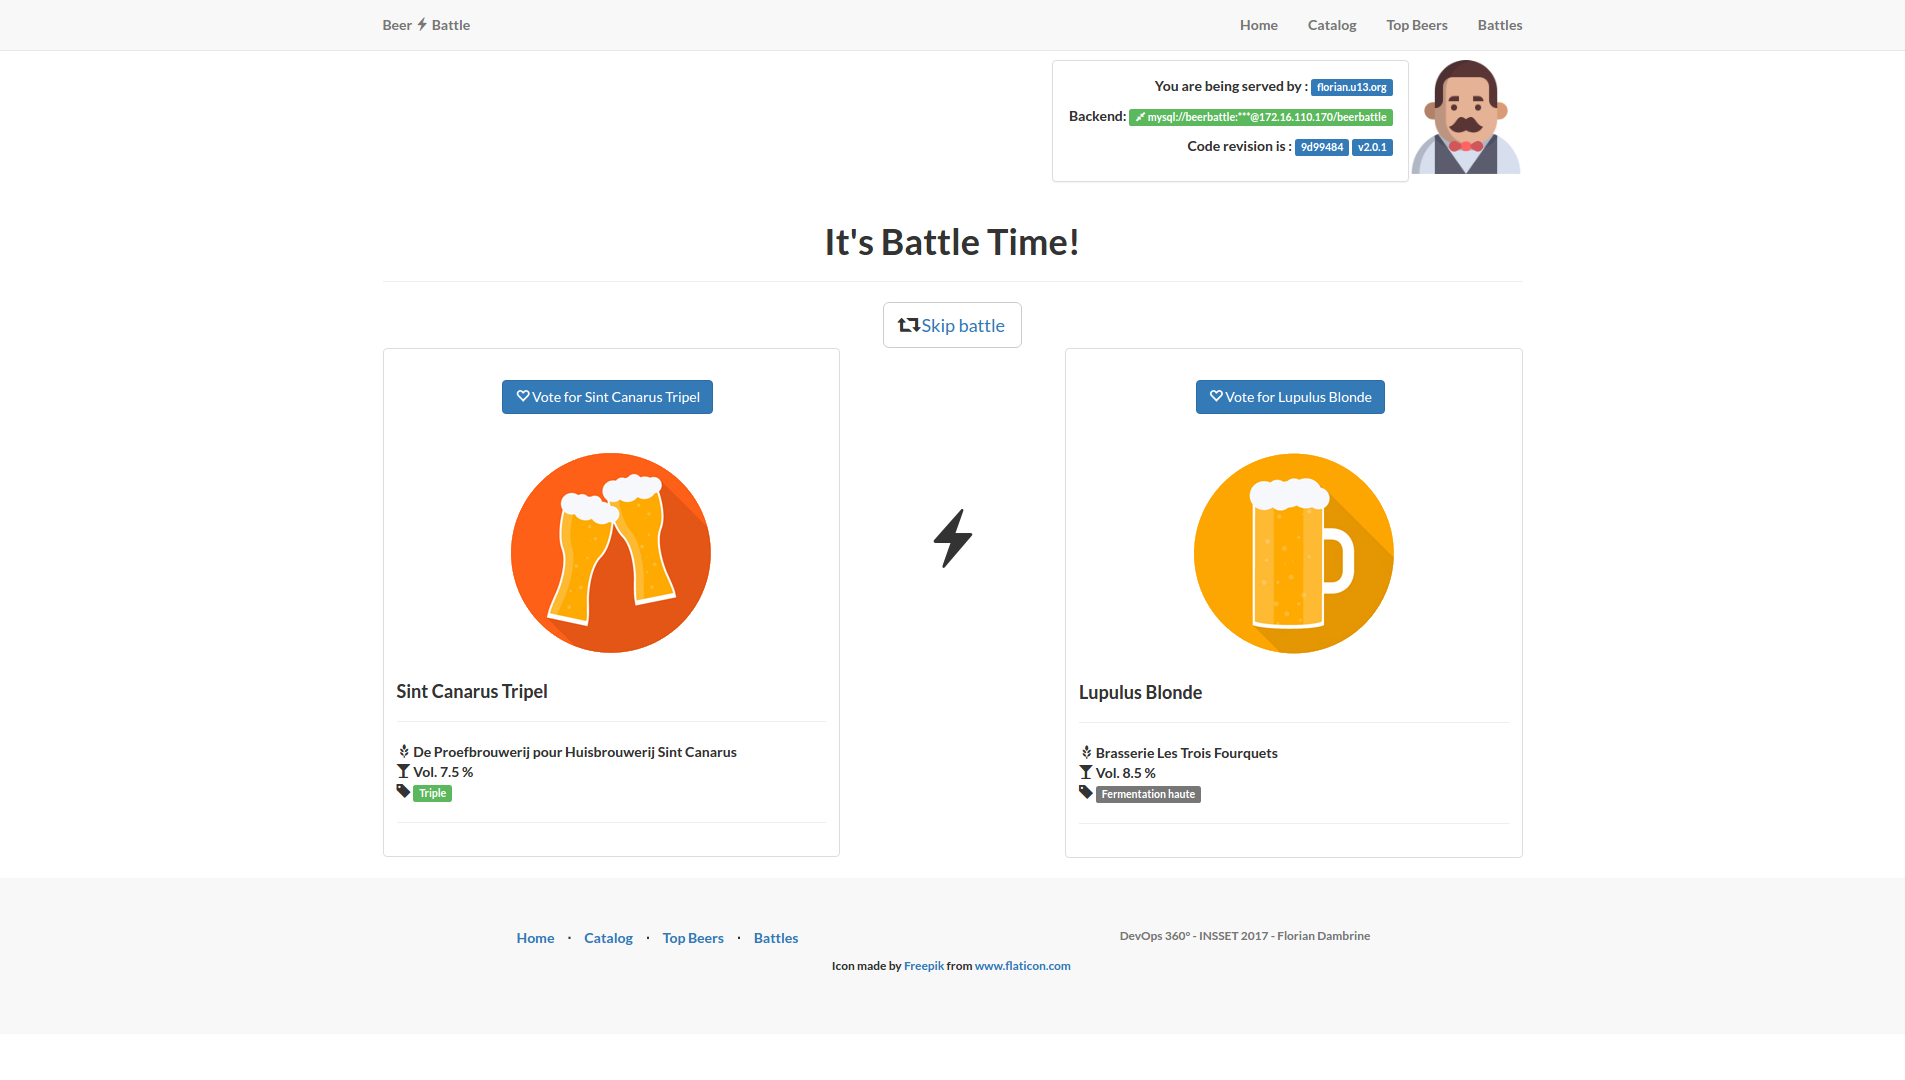 Beer Battle
Home Catalog Top Beers Battles
You are being served by : florian.u13.org
Backend: mysql://beerbattle:***@172.16.110.170/beerbattle
Code revision is : 9d99484 v2.0.1
It's Battle Time!
Skip battle
Vote for Sint Canarus Tripel
Sint Canarus Tripel
De Proefbrouwerij pour Huisbrouwerij Sint Canarus
Vol. 7.5 %
Triple
Vote for Lupulus Blonde
Lupulus Blonde
Brasserie Les Trois Fourquets
Vol. 8.5 %
Fermentation haute
Home · Catalog · Top Beers · Battles
DevOps 360° - INSSET 2017 - Florian Dambrine
Icon made by Freepik from www.flaticon.com